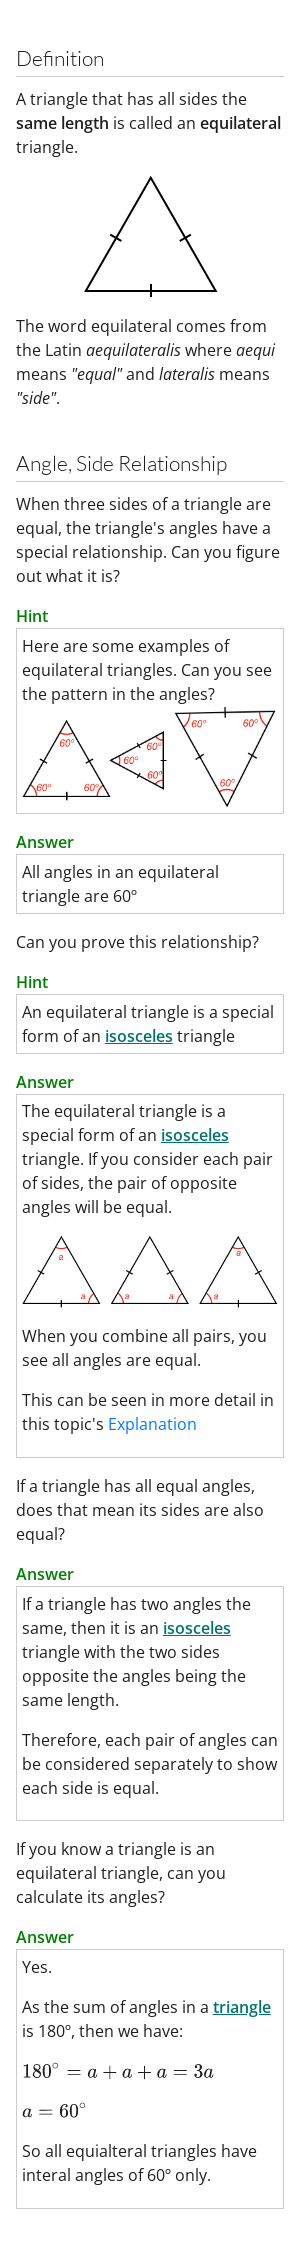 Definition
A triangle that has all sides the
same length is called an equilateral
triangle.
The word equilateral comes from
the Latin aequilateralis where aequi
means "equal" and lateralis means
"side".
Angle, Side Relationship
When three sides of a triangle are
equal, the triangle's angles have a
special relationship. Can you figure
out what it is?
Hint
Here are some examples of
equilateral triangles. Can you see
the pattern in the angles?
60°
60°
60°
60°
60°
60°
60°
60°
60°
Answer
All angles in an equilateral
triangle are 60°
Can you prove this relationship?
Hint
An equilateral triangle is a special
form of an isosceles triangle
Answer
The equilateral triangle is a
special form of an isosceles
triangle. If you consider each pair
of sides, the pair of opposite
angles will be equal.
a
a
a
a
a
a
When you combine all pairs, you
see all angles are equal.
This can be seen in more detail in
this topic's Explanation
If a triangle has all equal angles,
does that mean its sides are also
equal?
Answer
If a triangle has two angles the
same, then it is an isosceles
triangle with the two sides
opposite the angles being the
same length.
Therefore, each pair of angles can
be considered separately to show
each side is equal.
If you know a triangle is an
equilateral triangle, can you
calculate its angles?
Answer
Yes.
As the sum of angles in a triangle
is 180°, then we have:
180° = a + a + a = 3a
a = 60°
So all equialteral triangles have
interal angles of 60° only.